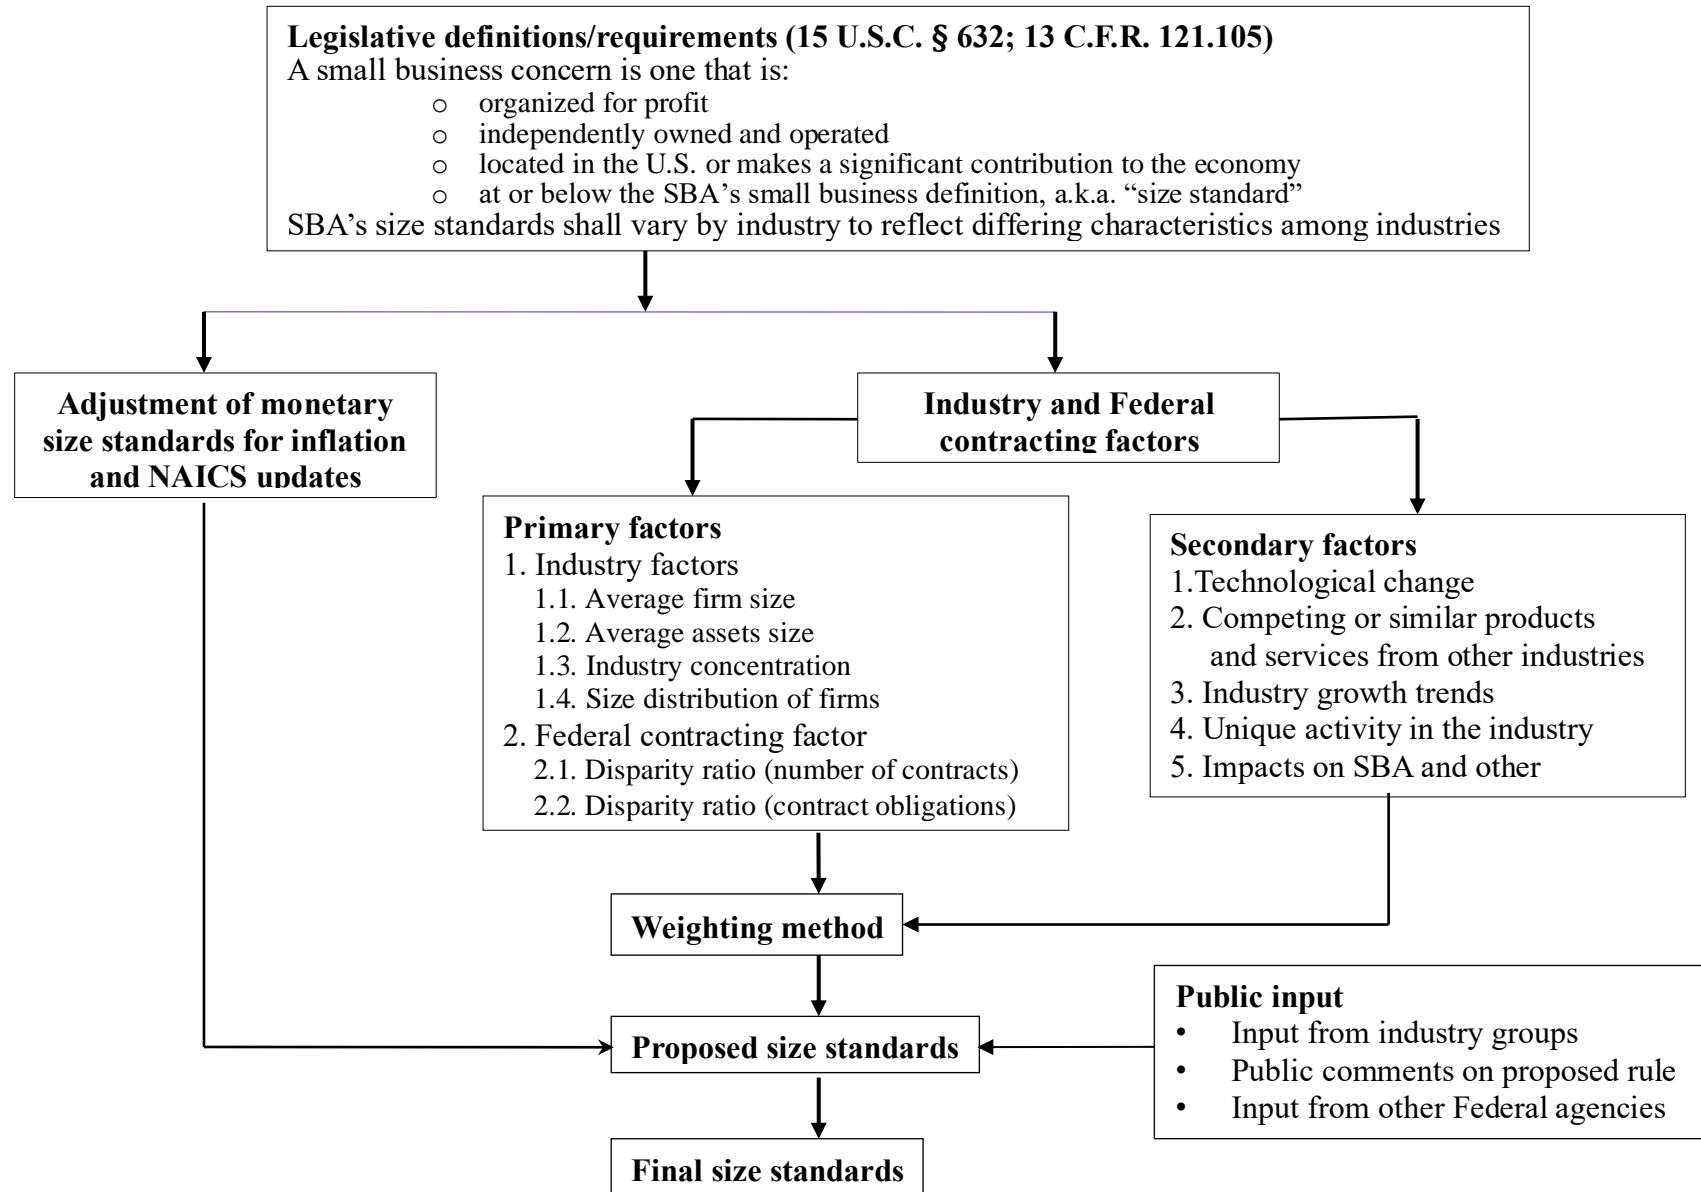 Legislative definitions/requirements (15 U.S.C. § 632; 13 C.F.R. 121.105)
A small business concern is one that is:
o organized for profit
o independently owned and operated
o located in the U.S. or makes a significant contribution to the economy
o at or below the SBA’s small business definition, a.k.a. “size standard”
SBA’s size standards shall vary by industry to reflect differing characteristics among industries
Adjustment of monetary
size standards for inflation
and NAICS updates
Industry and Federal
contracting factors
Primary factors
1. Industry factors
1.1. Average firm size
1.2. Average assets size
1.3. Industry concentration
1.4. Size distribution of firms
2. Federal contracting factor
2.1. Disparity ratio (number of contracts)
2.2. Disparity ratio (contract obligations)
Secondary factors
1.Technological change
2. Competing or similar products
and services from other industries
3. Industry growth trends
4. Unique activity in the industry
5. Impacts on SBA and other
Weighting method
Public input
• Input from industry groups
• Public comments on proposed rule
• Input from other Federal agencies
Proposed size standards
Final size standards